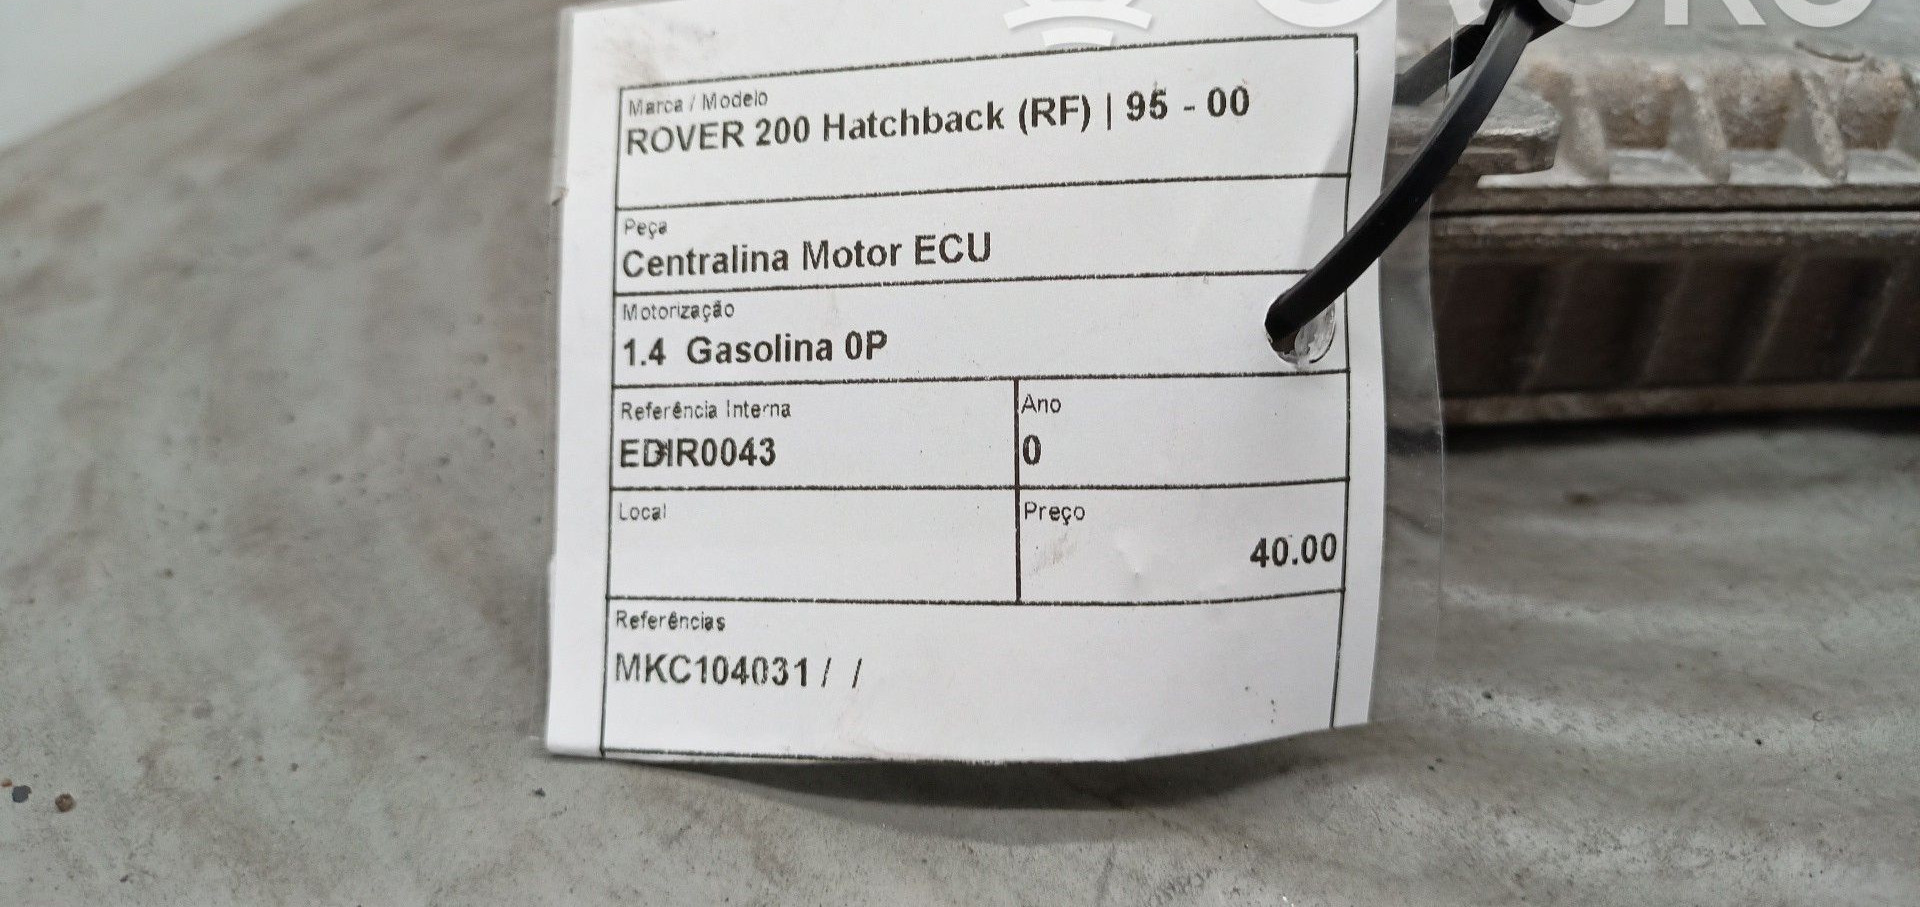 Marca / Modelo
ROVER 200 Hatchback (RF) | 95 - 00
Peça
Centralina Motor ECU
Motorização
1.4 Gasolina 0P
Referência Interna
EDIR0043
Ano
0
Local
Preço
40.00
Referências
MKC104031 / /